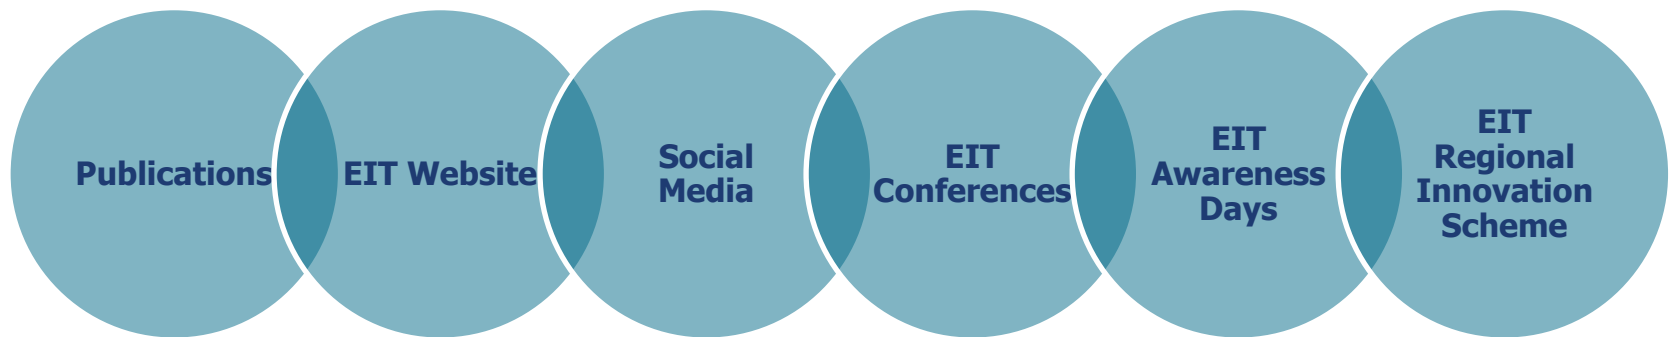 Publications
EIT Website
Social
Media
EIT
Conferences
EIT
Awareness
Days
EIT
Regional
Innovation
Scheme